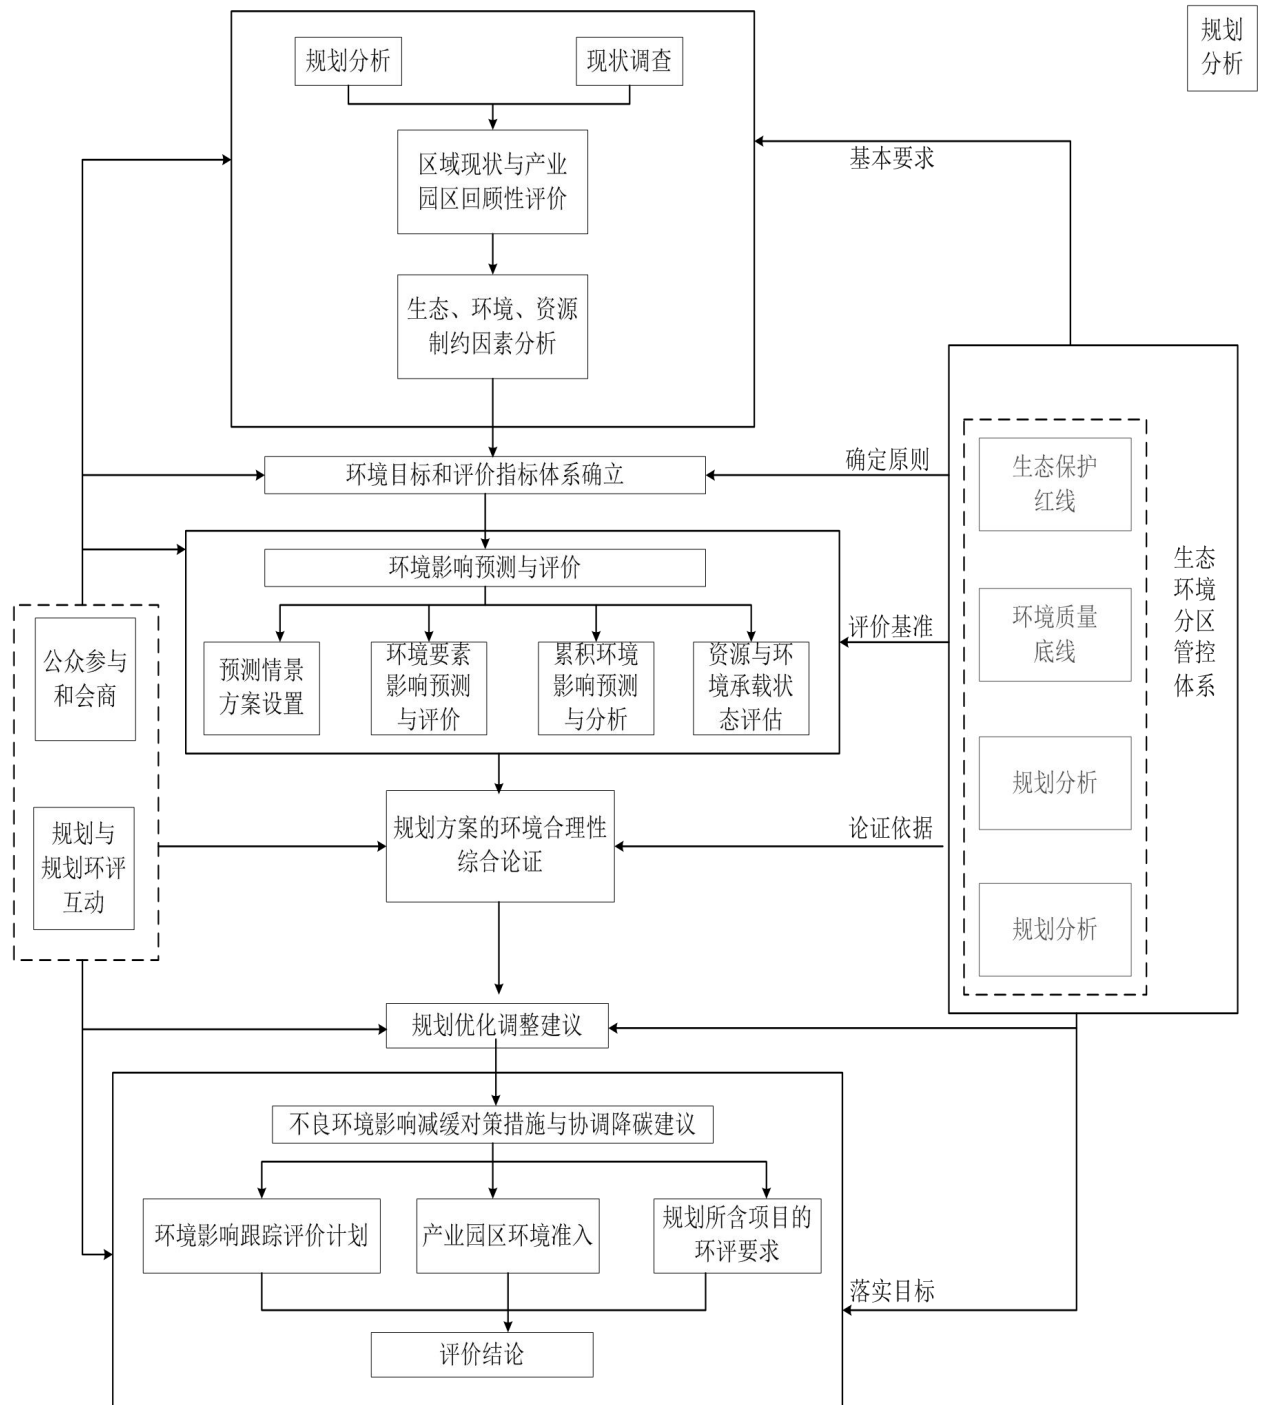 规划
分析
规划分析
现状调查
区域现状与产业
园区回顾性评价
基本要求
生态、环境、资源
制约因素分析
环境目标和评价指标体系确立
确定原则
生态保护
红线
环境影响预测与评价
预测情景
方案设置
环境要素
影响预测
与评价
累积环境
影响预测
与分析
资源与环
境承载状
态评估
评价基准
环境质量
底线
生态
环境
分区
管控
体系
公众参与
和会商
规划与
规划环评
互动
规划方案的环境合理性
综合论证
论证依据
规划分析
规划分析
规划优化调整建议
不良环境影响减缓对策措施与协调降碳建议
环境影响跟踪评价计划
产业园区环境准入
规划所含项目的
环评要求
落实目标
评价结论